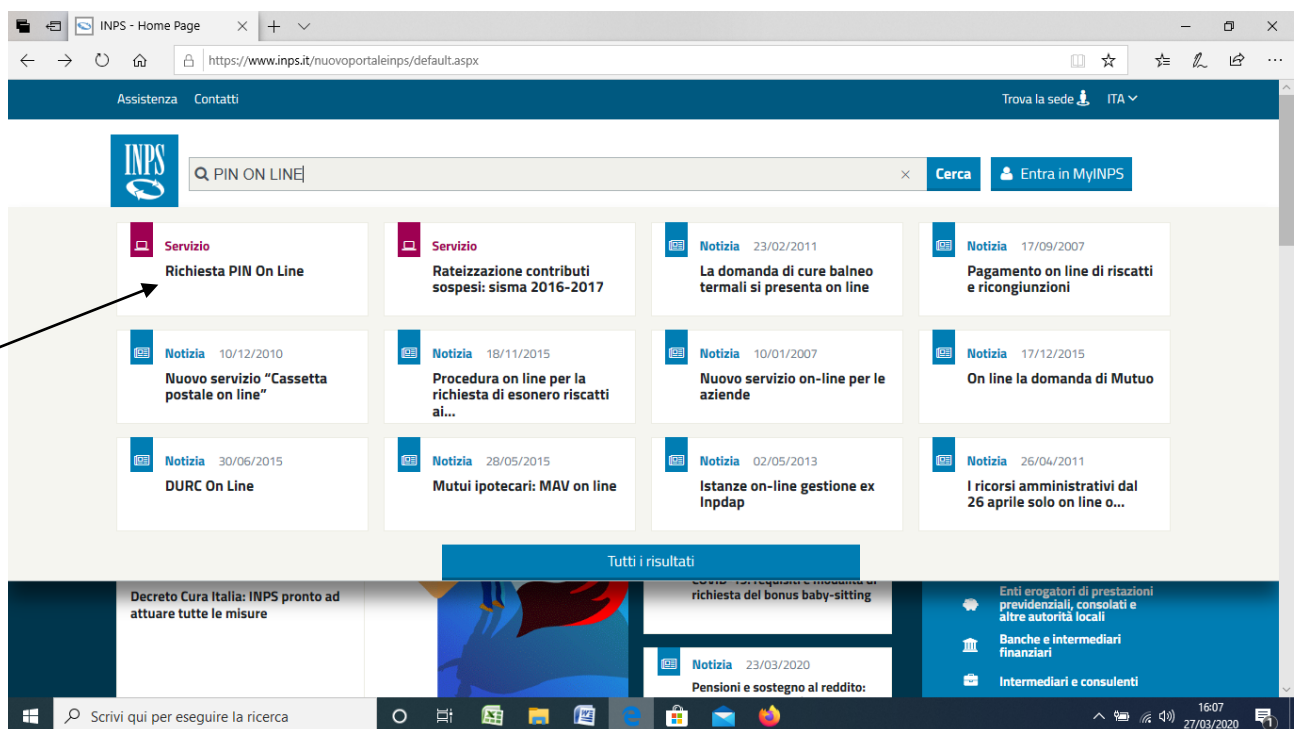 INPS - Home Page
https://www.inps.it/nuovoportaleinps/default.aspx
Assistenza Contatti
Trova la sede ITA
INPS
PIN ON LINE
Cerca
Entra in MyINPS
Servizio
Richiesta PIN On Line
Servizio
Rateizzazione contributi
sospesi: sisma 2016-2017
Notizia 23/02/2011
La domanda di cure balneo
termali si presenta on line
Notizia 17/09/2007
Pagamento on line di riscatti
e ricongiunzioni
Notizia 10/12/2010
Nuovo servizio “Cassetta
postale on line”
Notizia 18/11/2015
Procedura on line per la
richiesta di esonero riscatti
ai...
Notizia 10/01/2007
Nuovo servizio on-line per le
aziende
Notizia 17/12/2015
On line la domanda di Mutuo
Notizia 30/06/2015
DURC On Line
Notizia 28/05/2015
Mutui ipotecari: MAV on line
Notizia 02/05/2013
Istanze on-line gestione ex
Inpdap
Notizia 26/04/2011
I ricorsi amministrativi dal
26 aprile solo on line o...
Tutti i risultati
Decreto Cura Italia: INPS pronto ad
attuare tutte le misure
COVID-19: requisiti e modalità di
richiesta del bonus baby-sitting
Notizia 23/03/2020
Pensioni e sostegno al reddito:
Enti erogatori di prestazioni
previdenziali, consolati e
altre autorità locali
Banche e intermediari
finanziari
Intermediari e consulenti
Scrivi qui per eseguire la ricerca
16:07
27/03/2020